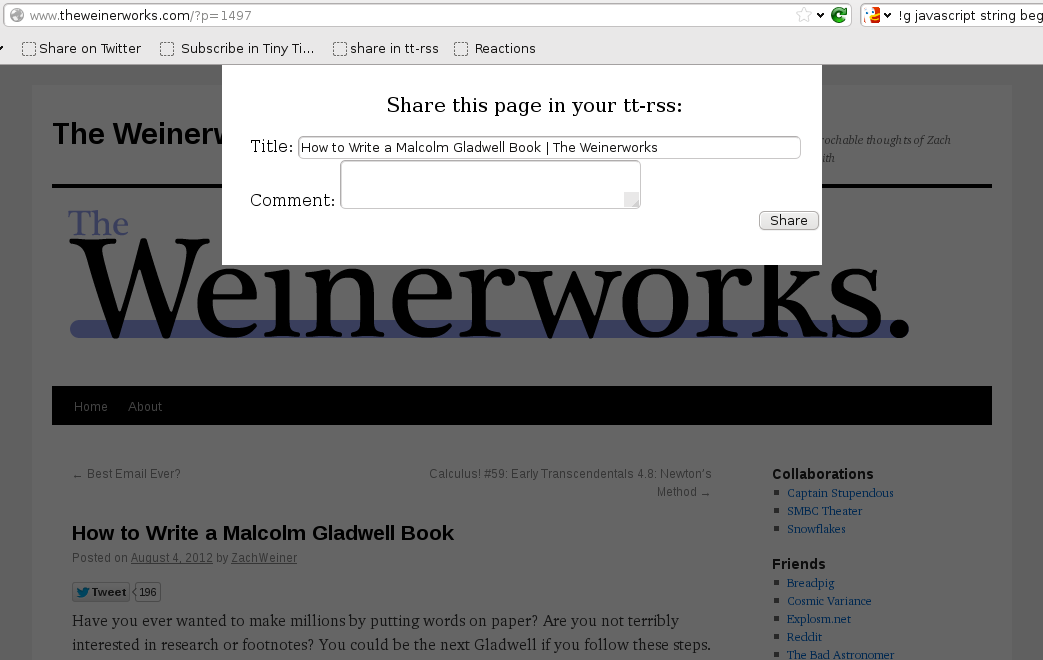 www.theweinerworks.com/?p=1497
!g javascript string beg
Share on Twitter
Subscribe in Tiny Ti...
share in tt-rss
Reactions
Share this page in your tt-rss:
Title: How to Write a Malcolm Gladwell Book | The Weinerworks
Comment:
Share
The Weinerw
rochable thoughts of Zach
ith
The
Weinerworks.
Home About
← Best Email Ever?
Calculus! #59: Early Transcendentals 4.8: Newton's
Method →
How to Write a Malcolm Gladwell Book
Posted on August 4, 2012 by ZachWeiner
Tweet 196
Have you ever wanted to make millions by putting words on paper? Are you not terribly
interested in research or footnotes? You could be the next Gladwell if you follow these steps.
Collaborations
Captain Stupendous
SMBC Theater
Snowflakes
Friends
Breadpig
Cosmic Variance
Explosm.net
Reddit
The Bad Astronomer